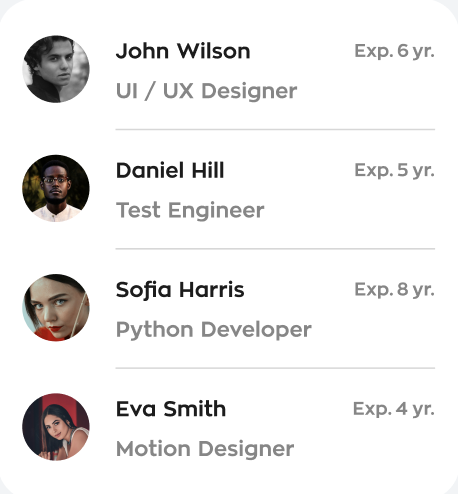 John Wilson Exp. 6 yr.
UI / UX Designer
Daniel Hill Exp. 5 yr.
Test Engineer
Sofia Harris Exp. 8 yr.
Python Developer
Eva Smith Exp. 4 yr.
Motion Designer